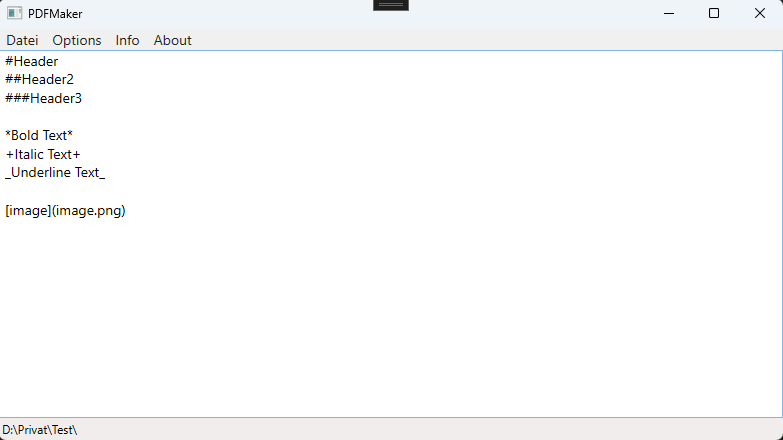 PDFMaker
Datei Options Info About
#Header
##Header2
###Header3
*Bold Text*
+Italic Text+
_Underline Text_
[image](image.png)
D:\Privat\Test\